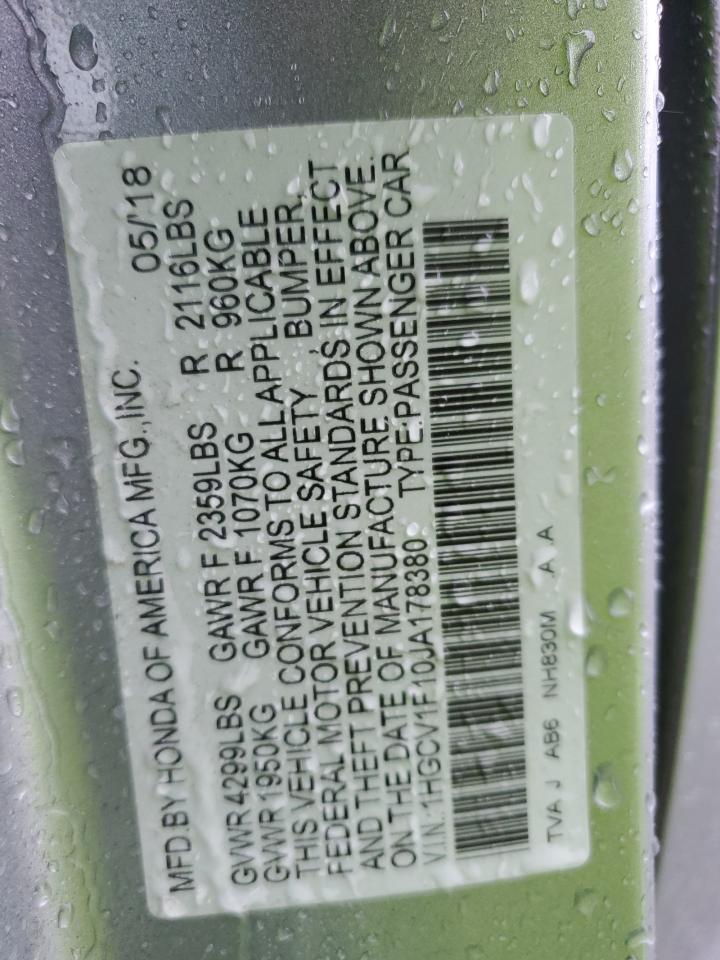 MFD.BY HONDA OF AMERICA MFG.,INC. 05/'18
GVWR 4299LBS GAWR F 2359LBS R 2116LBS
GVWR 1950KG GAWR F 1070KG R 960KG
THIS VEHICLE CONFORMS TO ALL APPLICABLE
FEDERAL MOTOR VEHICLE SAFETY, BUMPER,
AND THEFT PREVENTION STANDARDS IN EFFECT
ON THE DATE OF MANUFACTURE SHOWN ABOVE.
V.I.N.:1HGCV1F10JA178380 TYPE:PASSENGER CAR
TVA J AB6 NH830M .A .A